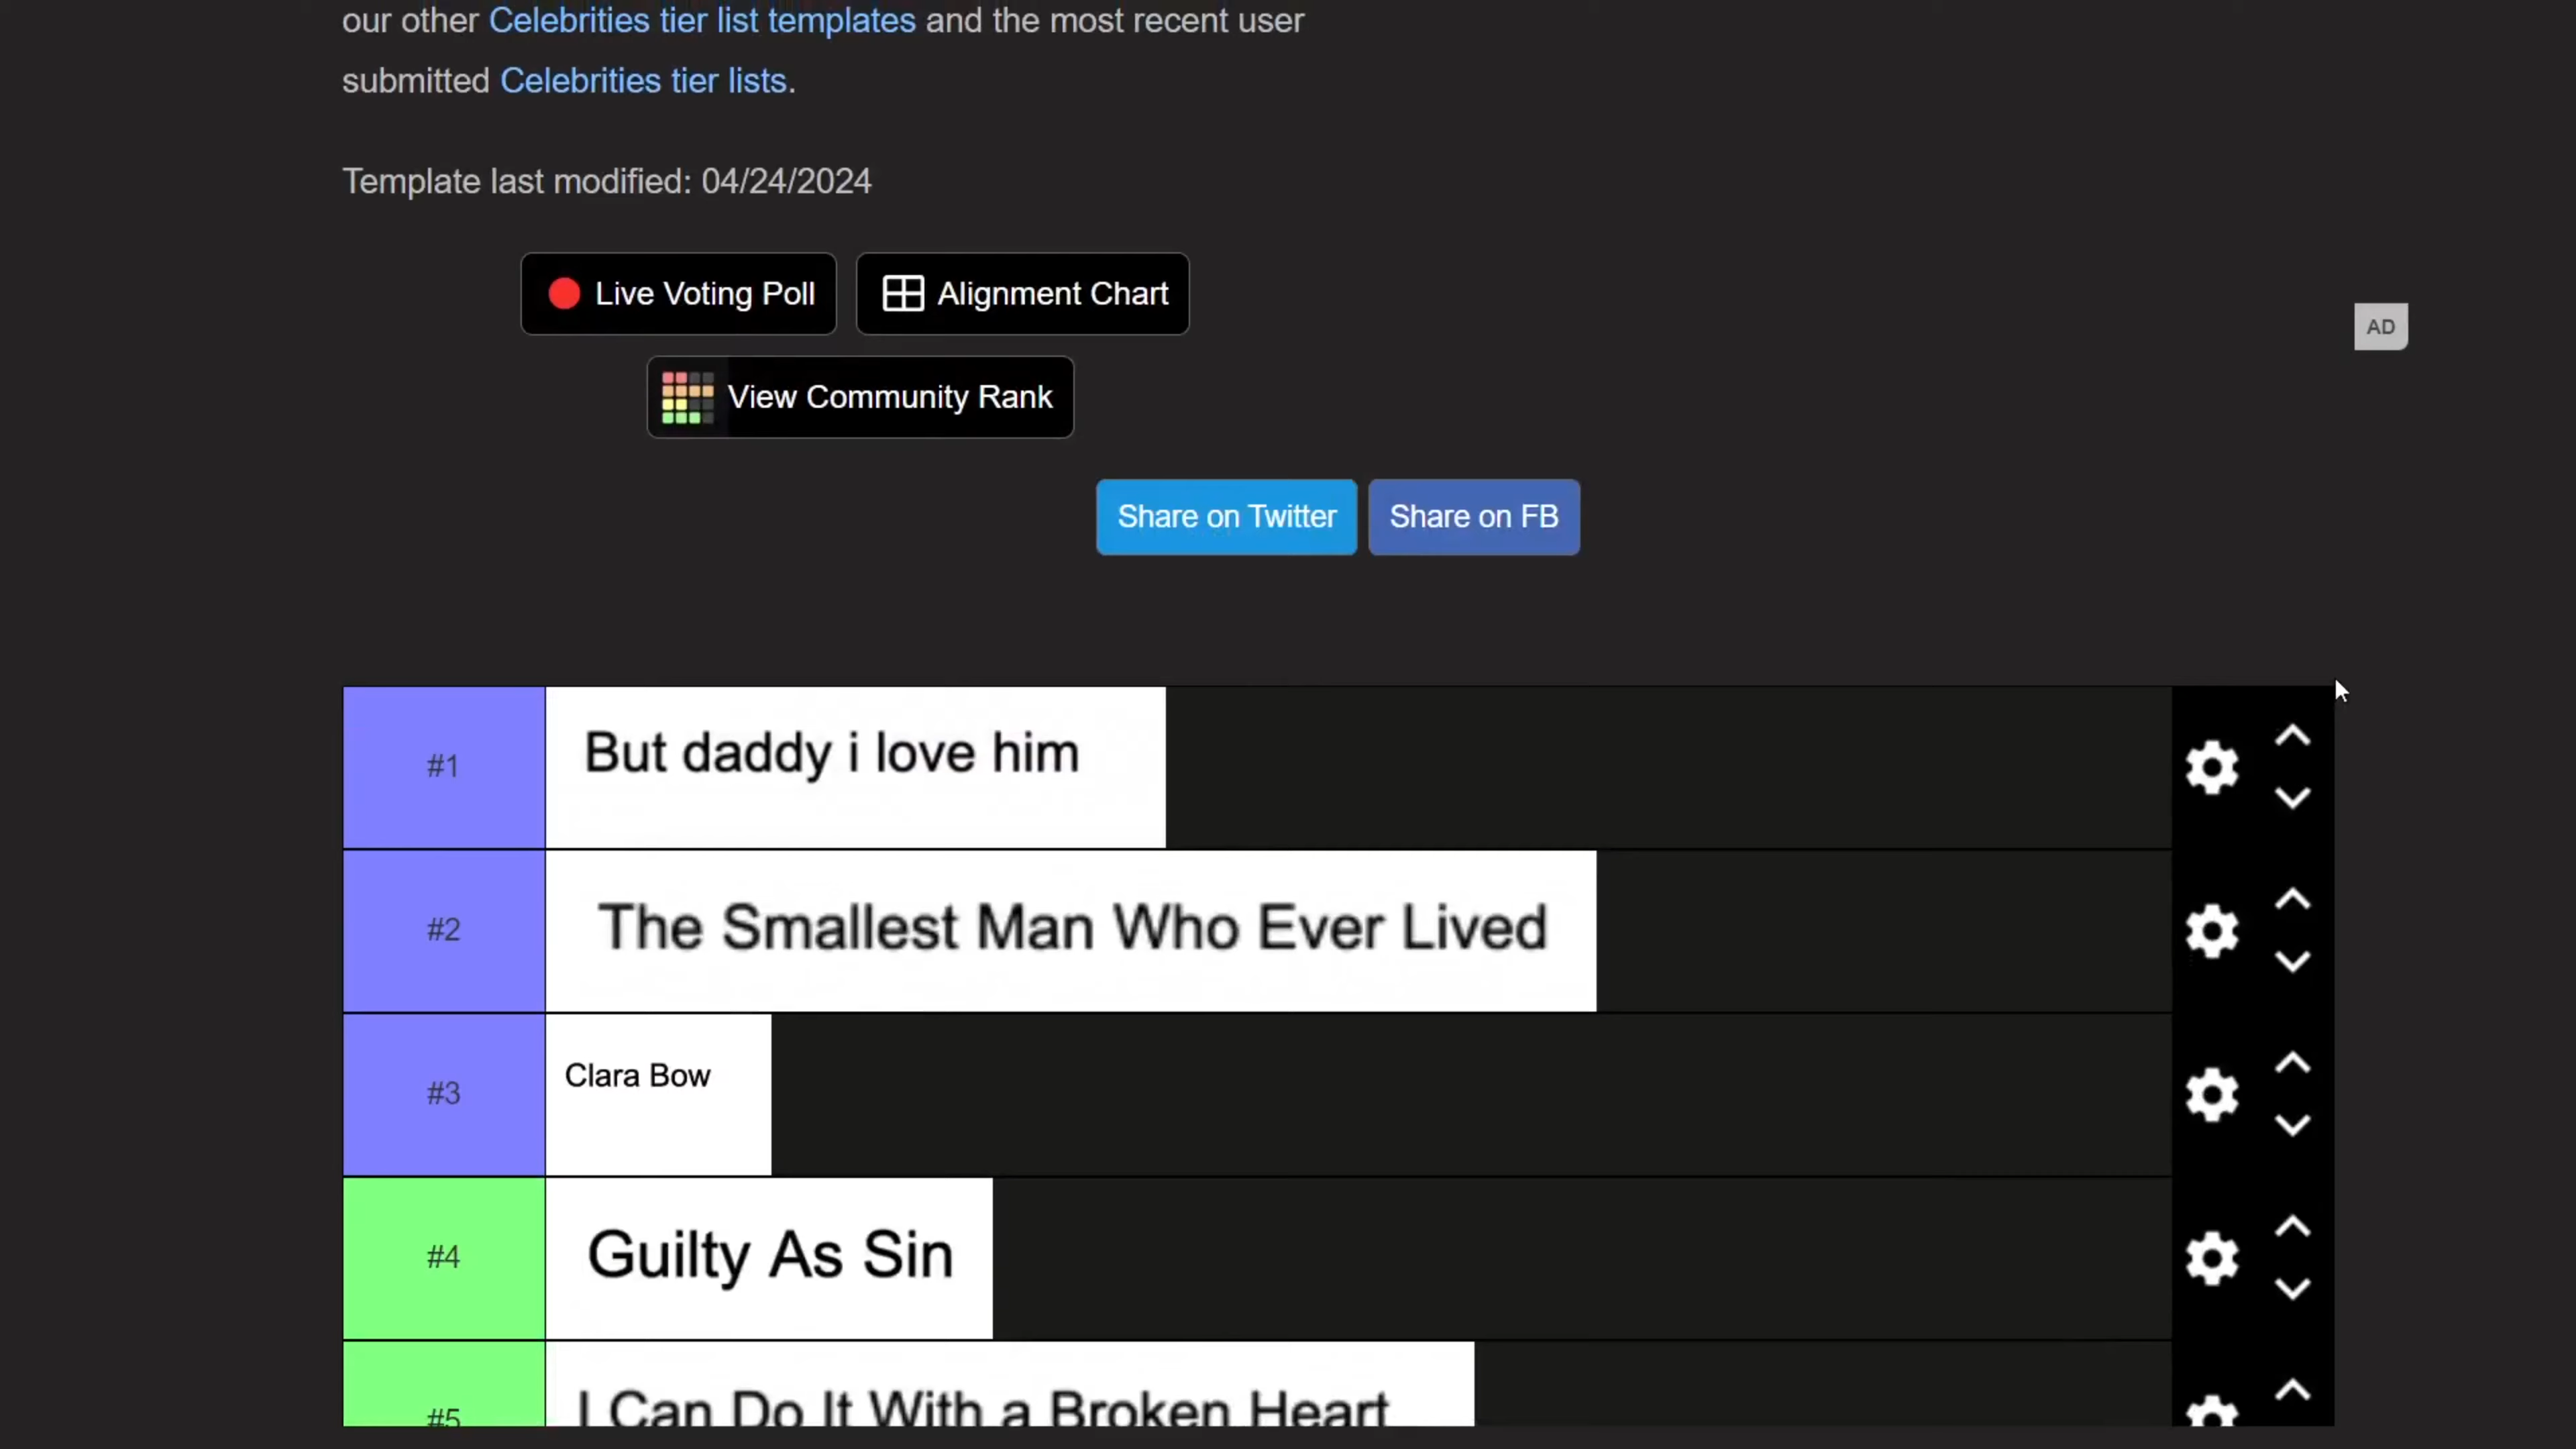 our other Celebrities tier list templates and the most recent user
submitted Celebrities tier lists.
Template last modified: 04/24/2024
Live Voting Poll
Alignment Chart
AD
View Community Rank
Share on Twitter
Share on FB
#1
But daddy i love him
#2
The Smallest Man Who Ever Lived
#3
Clara Bow
#4
Guilty As Sin
#5
I Can Do It With a Broken Heart